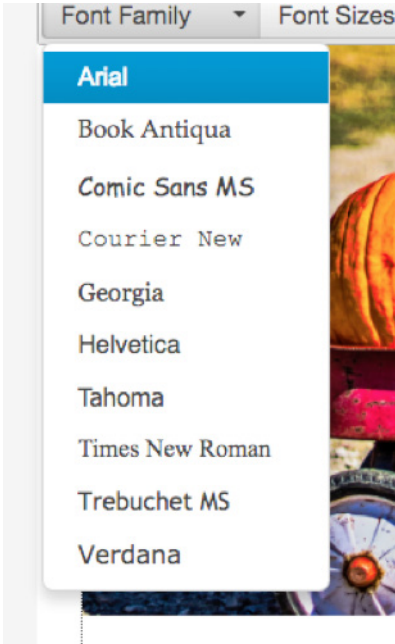 Font Family Font Sizes
Arial
Book Antiqua
Comic Sans MS
Courier New
Georgia
Helvetica
Tahoma
Times New Roman
Trebuchet MS
Verdana